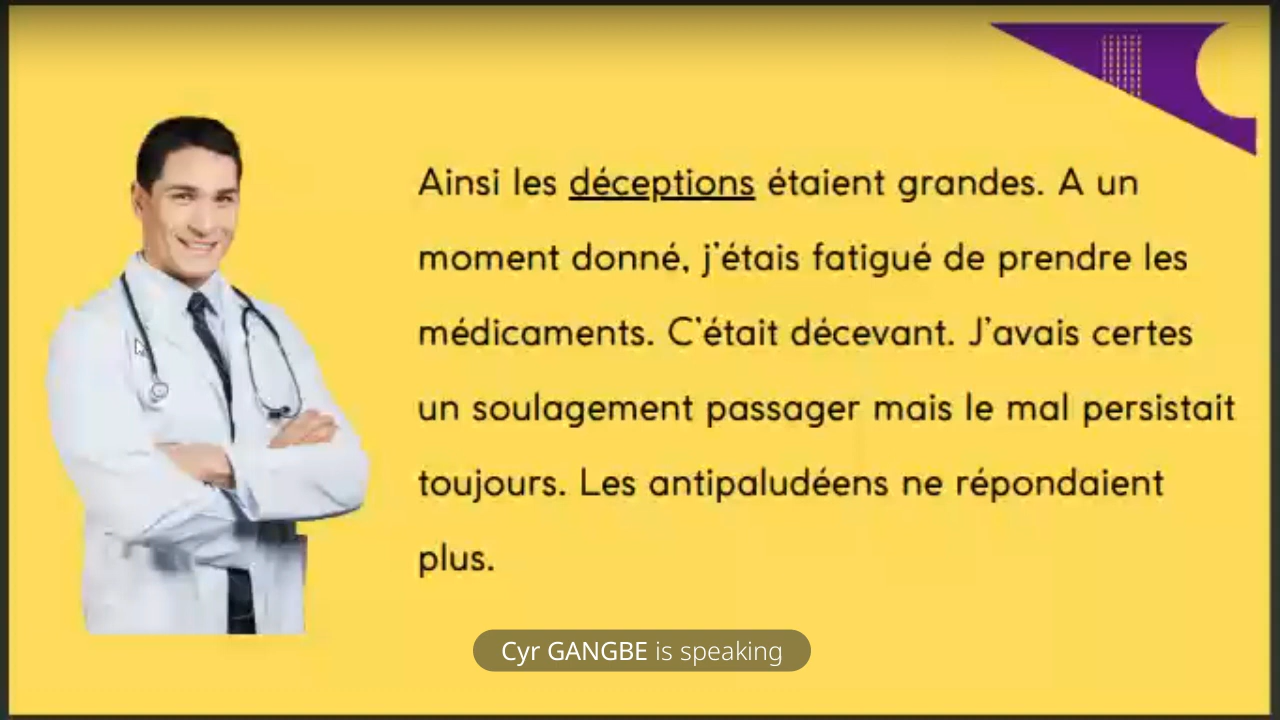 Ainsi les déceptions étaient grandes. A un
moment donné, j'étais fatigué de prendre les
médicaments. C'était décevant. J'avais certes
un soulagement passager mais le mal persistait
toujours. Les antipaludéens ne répondaient
plus.
Cyr GANGBE is speaking